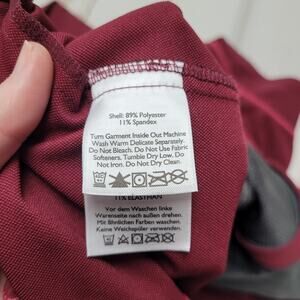 Shell: 89% Polyester
11% Spandex
Turn Garment Inside Out Machine
Wash Warm Delicate Separately.
Do Not Bleach. Do Not Use Fabric
Softeners. Tumble Dry Low. Do
Not Iron. Do Not Dry Clean.
11% ELASTHAN
Vor dem Waschen linke
Warenseite nach außen drehen.
Mit Ähnlichen Farben waschen.
Keine Weichspüler verwenden.